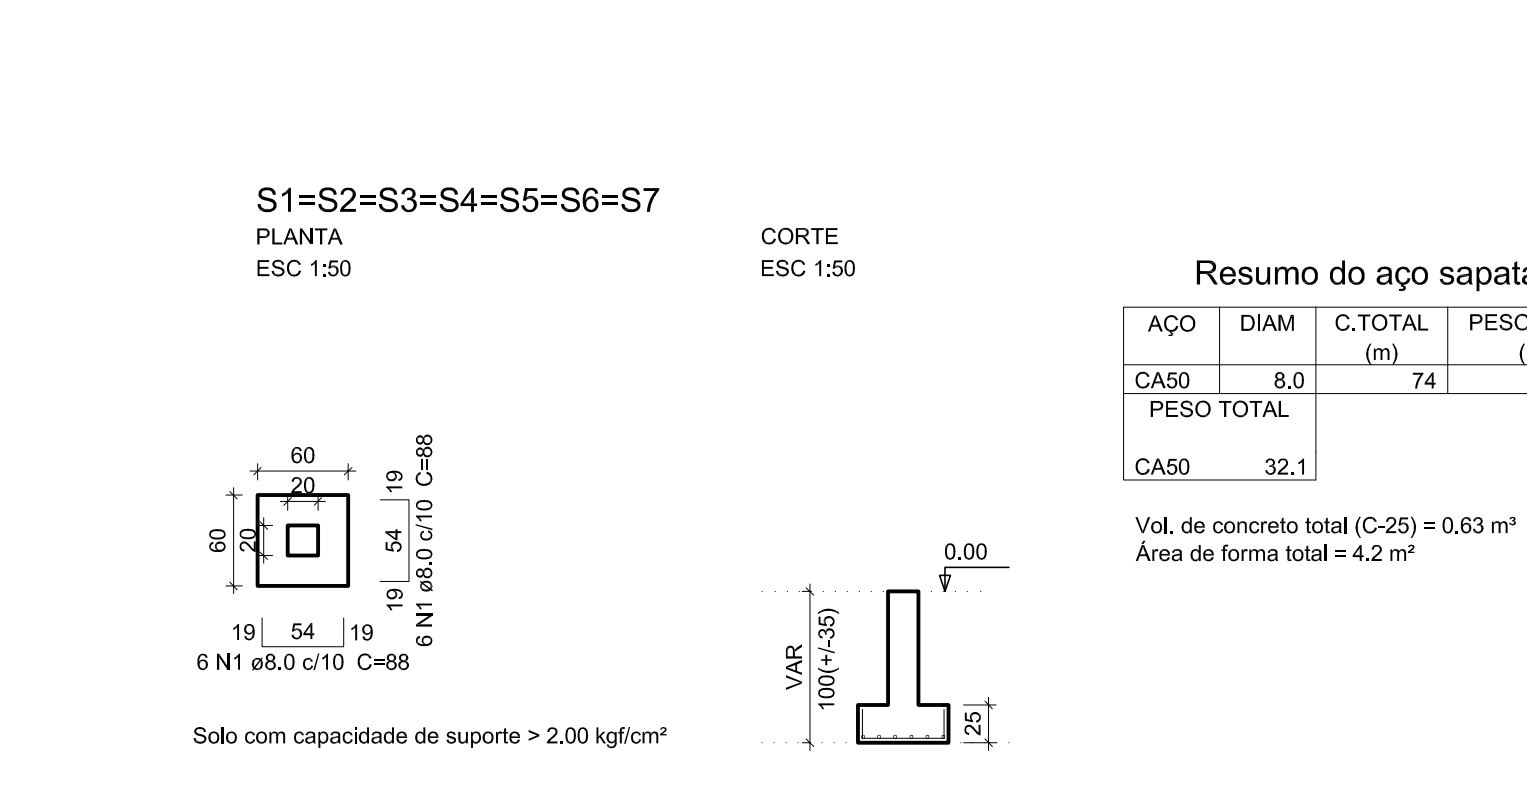 S1=S2=S3=S4=S5=S6=S7
PLANTA
ESC 1:50
60
20
60
20
19
54
19
6 N1 ø8.0 c/10 C=88
19 54 19
6 N1 ø8.0 c/10 C=88
Solo com capacidade de suporte > 2.00 kgf/cm²
CORTE
ESC 1:50
0.00
VAR
100(+/-35)
25
Resumo do aço sapata
AÇO DIAM C.TOTAL PESO
(m) (
CA50 8.0 74
PESO TOTAL
CA50 32.1
Vol. de concreto total (C-25) = 0.63 m³
Área de forma total = 4.2 m²